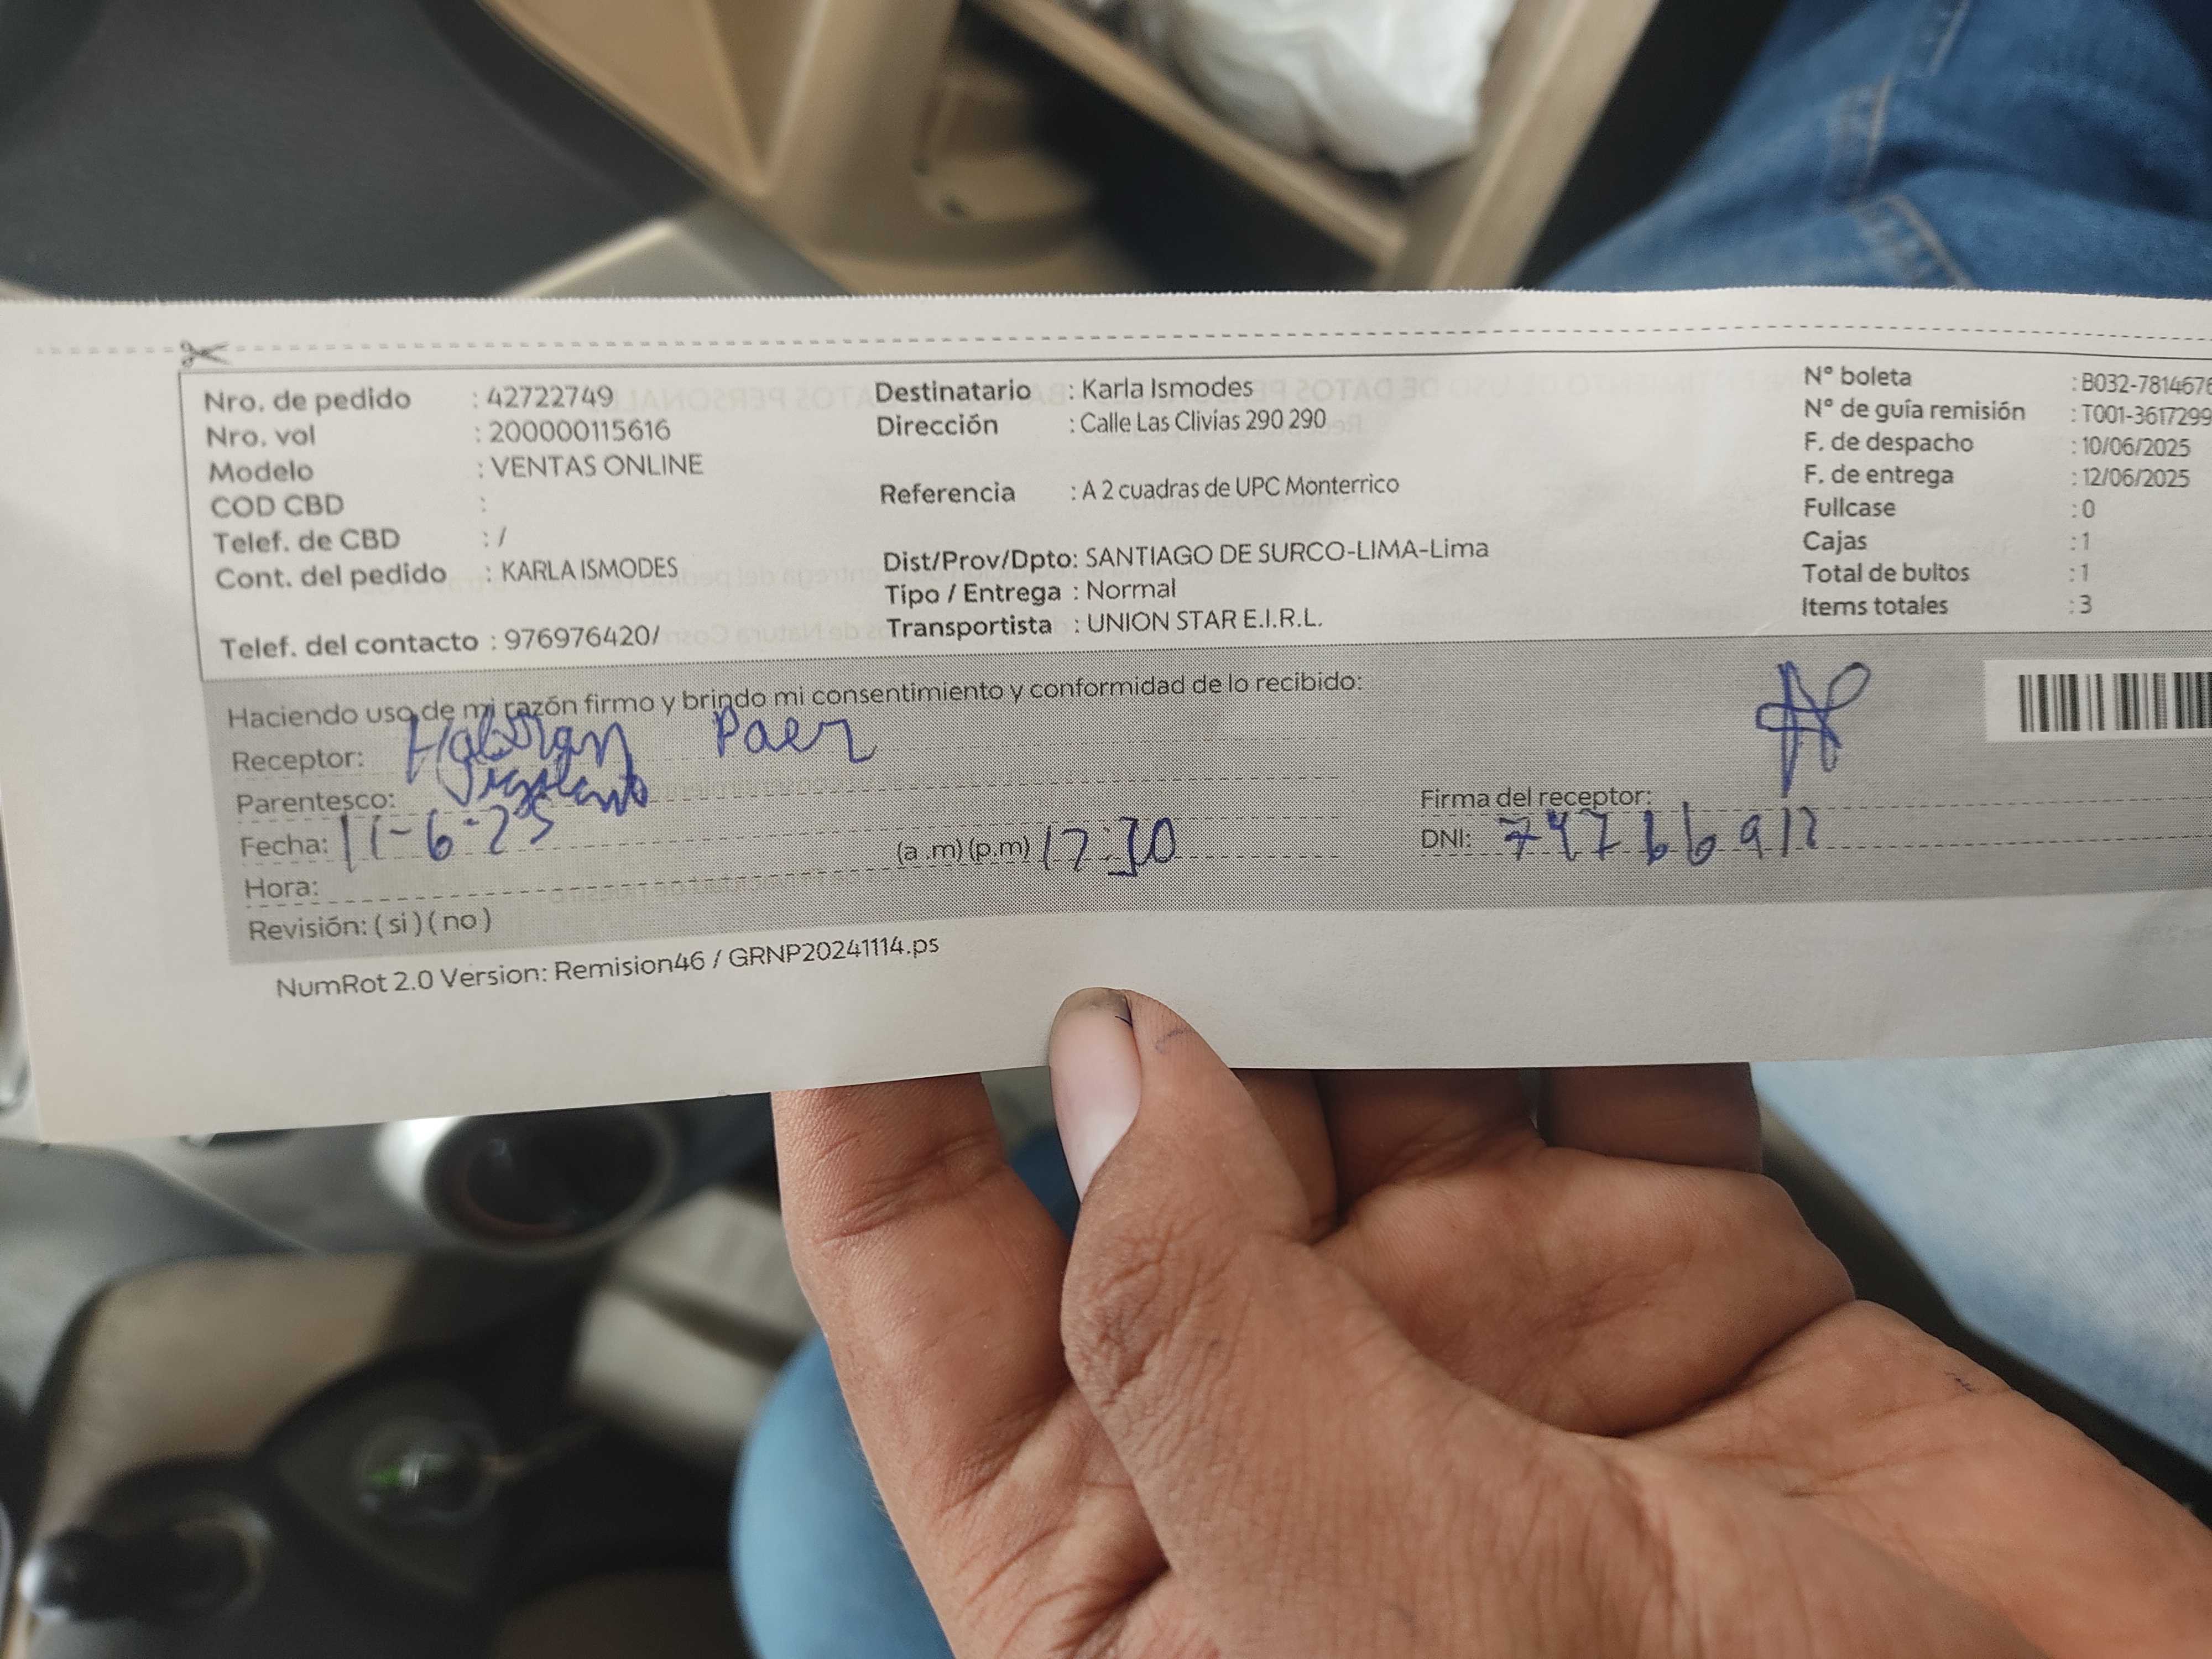 Nro. de pedido : 42722749
Nro. vol : 200000115616
Modelo : VENTAS ONLINE
COD CBD :
Telef. de CBD : /
Cont. del pedido : KARLA ISMODES
Telef. del contacto : 976976420/
Destinatario : Karla Ismodes
Dirección : Calle Las Clivias 290 290
Referencia : A 2 cuadras de UPC Monterrico
Dist/Prov/Dpto: SANTIAGO DE SURCO-LIMA-Lima
Tipo / Entrega : Normal
Transportista : UNION STAR E.I.R.L.
N° boleta : B032-7814676
N° de guía remisión : T001-3617299
F. de despacho : 10/06/2025
F. de entrega : 12/06/2025
Fullcase : 0
Cajas : 1
Total de bultos : 1
Items totales : 3
Haciendo uso de mi razón firmo y brindo mi consentimiento y conformidad de lo recibido:
Receptor:
Parentesco:
Fecha: 11-6-25
(a .m) (p.m)
Hora:
Revisión: ( si ) ( no )
Firma del receptor:
DNI:
NumRot 2.0 Version: Remision46 / GRNP20241114.ps